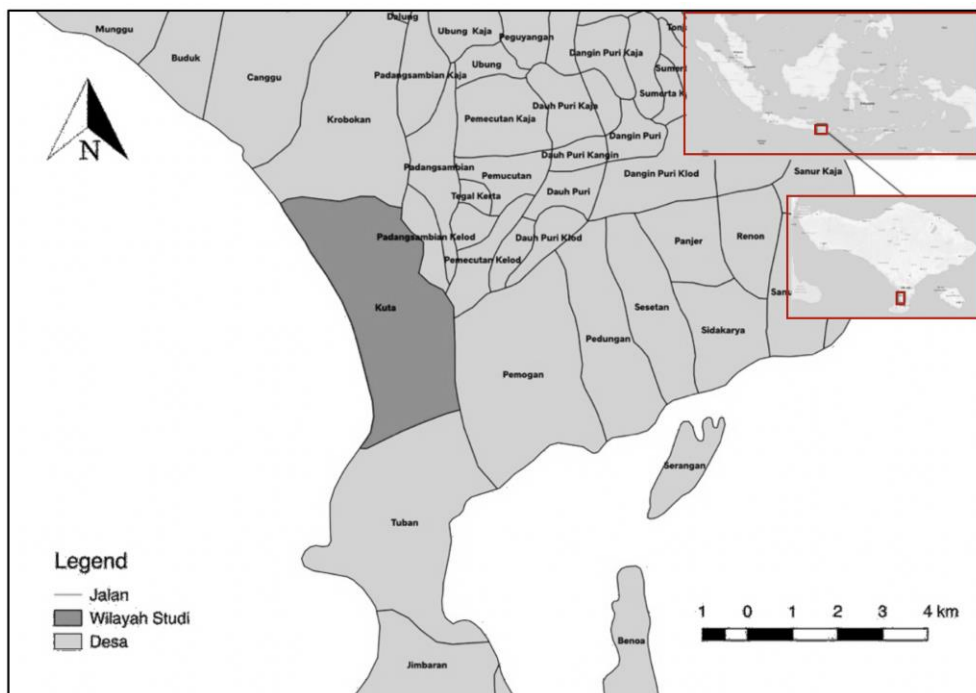 Munggu
Buduk
Canggu
Krobokan
Dalung
Ubung Kaja
Peguyangan
Padangsambian Kaja
Ubung
Dangin Puri Kaja
Pemecutan Kaja
Dauh Puri Kaja
Dangin Puri
Padangsambian
Dauh Puri Kangin
Pemucutan
Dangin Puri Klod
Sanur Kaja
Tegal Kerta
Dauh Puri
Padangsambian Kelod
Dauh Puri Klod
Panjer
Renon
Pemecutan Kelod
Kuta
Sesetan
Sidakarya
Pedungan
Pemogan
Serangan
Tuban
Benoa
Jimbaran
N
Legend
Jalan
Wilayah Studi
Desa
1 0 1 2 3 4 km